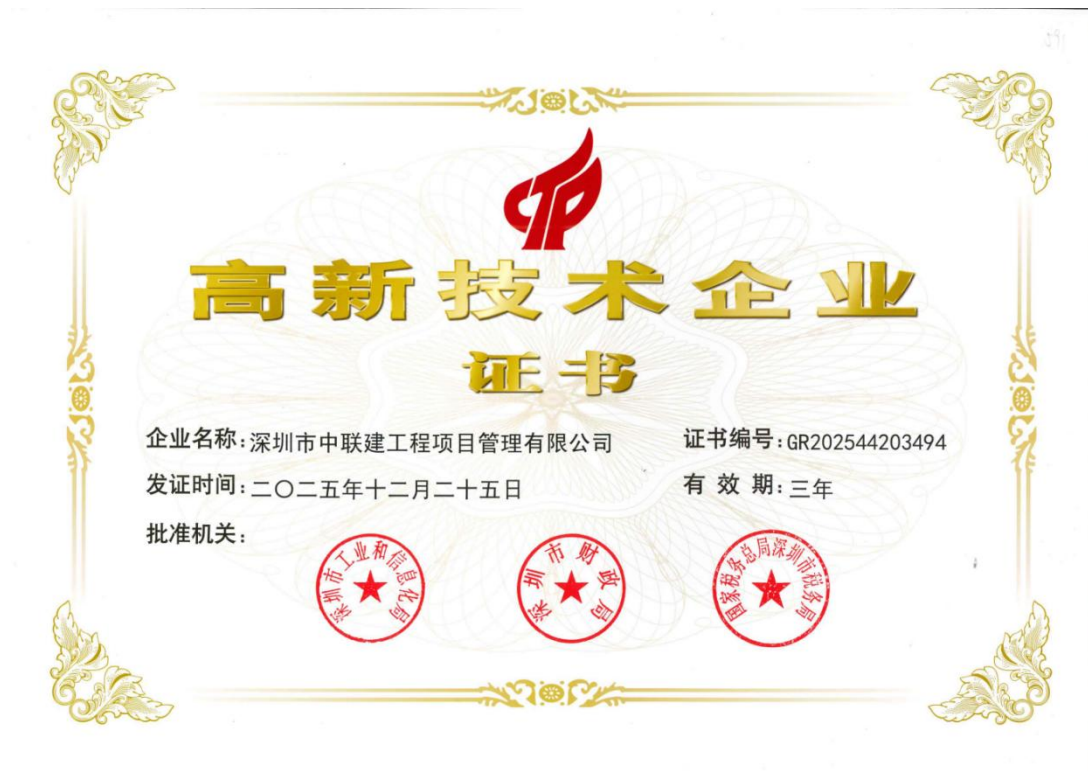 高新技术企业
证书
企业名称:深圳市中联建工程项目管理有限公司 证书编号:GR202544203494
发证时间:二〇二五年十二月二十五日 有效期:三年
批准机关:
深圳市工业和信息化局
深圳市财政局
国家税务总局深圳市税务局